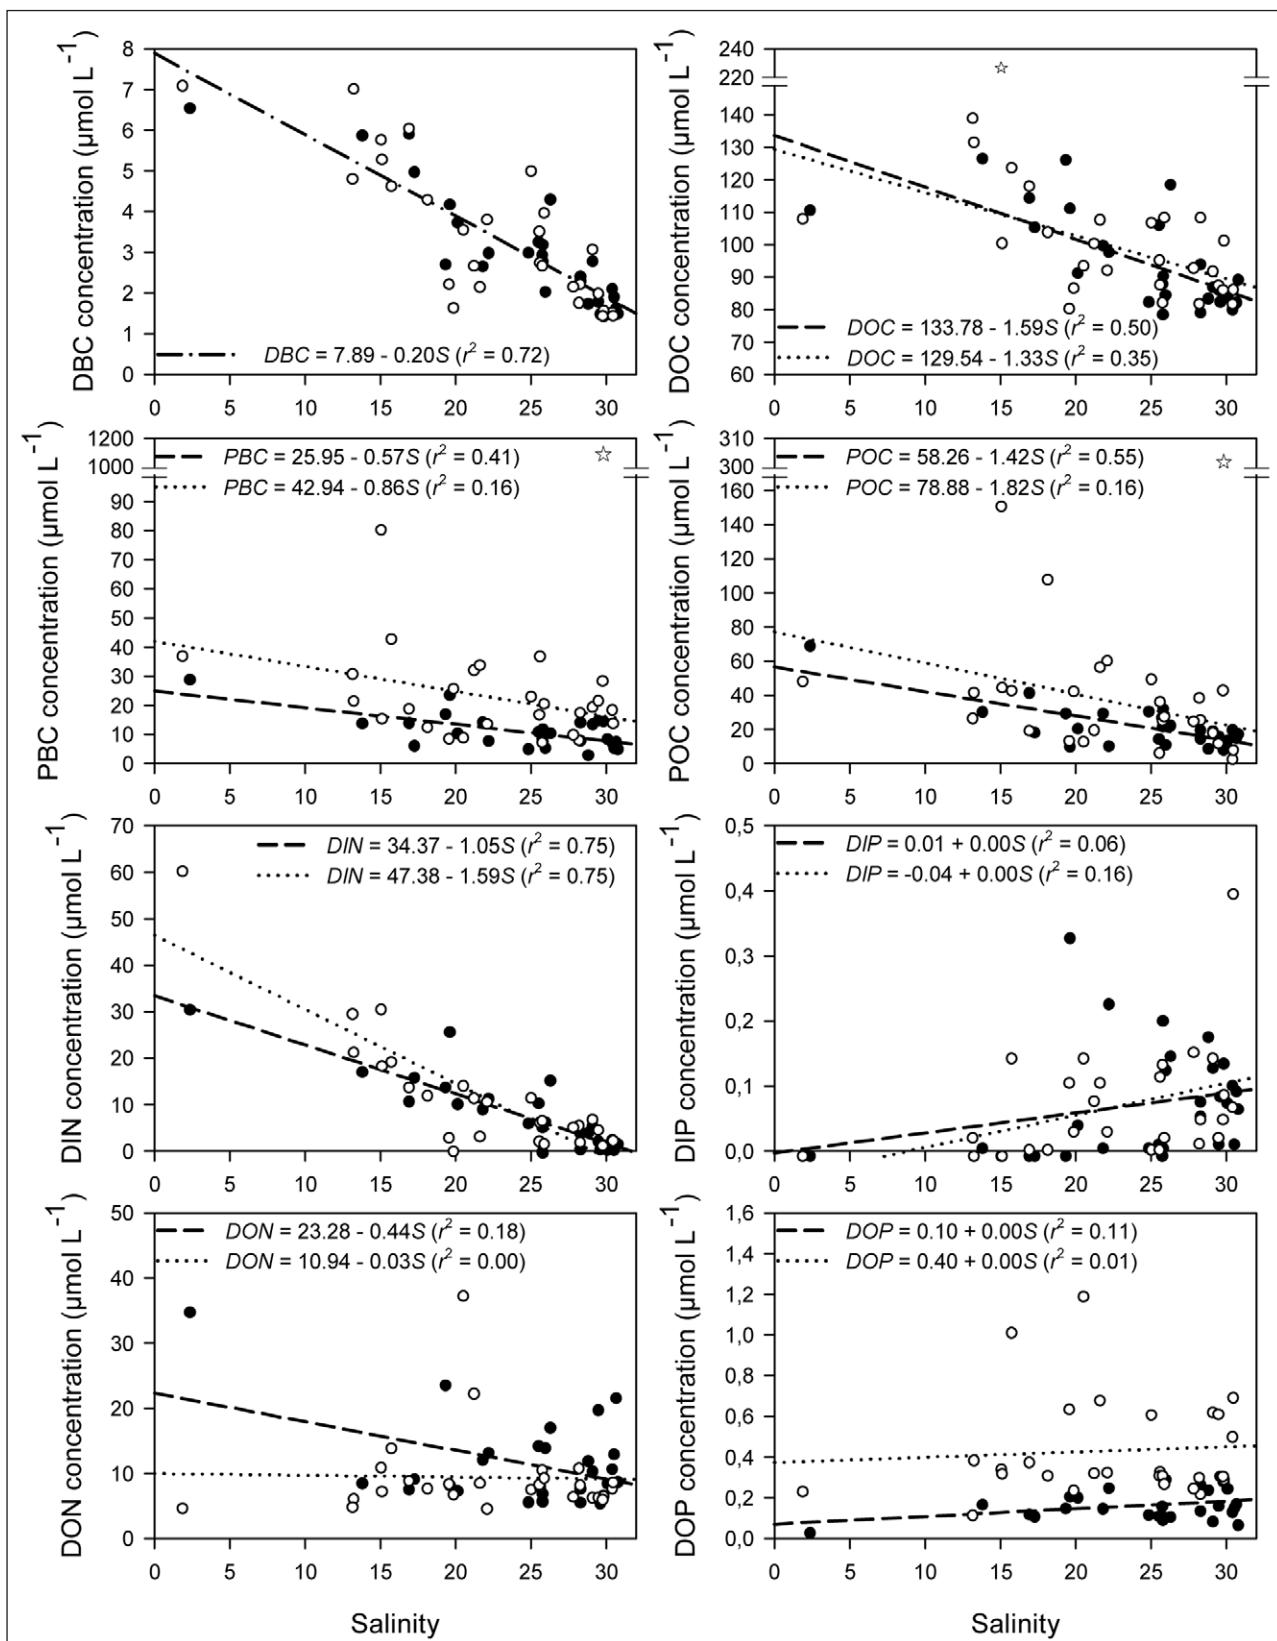 DBC concentration (µmol L⁻¹)
8
7
6
5
4
3
2
1
0
DBC = 7.89 - 0.20S (r² = 0.72)
0 5 10 15 20 25 30
DOC concentration (µmol L⁻¹)
240
220
140
130
120
110
100
90
80
70
60
DOC = 133.78 - 1.59S (r² = 0.50)
DOC = 129.54 - 1.33S (r² = 0.35)
0 5 10 15 20 25 30
PBC concentration (µmol L⁻¹)
1200
1000
90
80
70
60
50
40
30
20
10
0
PBC = 25.95 - 0.57S (r² = 0.41)
PBC = 42.94 - 0.86S (r² = 0.16)
0 5 10 15 20 25 30
POC concentration (µmol L⁻¹)
310
300
160
140
120
100
80
60
40
20
0
POC = 58.26 - 1.42S (r² = 0.55)
POC = 78.88 - 1.82S (r² = 0.16)
0 5 10 15 20 25 30
DIN concentration (µmol L⁻¹)
70
60
50
40
30
20
10
0
DIN = 34.37 - 1.05S (r² = 0.75)
DIN = 47.38 - 1.59S (r² = 0.75)
0 5 10 15 20 25 30
DIP concentration (µmol L⁻¹)
0,5
0,4
0,3
0,2
0,1
0,0
DIP = 0.01 + 0.00S (r² = 0.06)
DIP = -0.04 + 0.00S (r² = 0.16)
0 5 10 15 20 25 30
DON concentration (µmol L⁻¹)
50
40
30
20
10
0
DON = 23.28 - 0.44S (r² = 0.18)
DON = 10.94 - 0.03S (r² = 0.00)
0 5 10 15 20 25 30
Salinity
DOP concentration (µmol L⁻¹)
1,6
1,4
1,2
1,0
0,8
0,6
0,4
0,2
0,0
DOP = 0.10 + 0.00S (r² = 0.11)
DOP = 0.40 + 0.00S (r² = 0.01)
0 5 10 15 20 25 30
Salinity